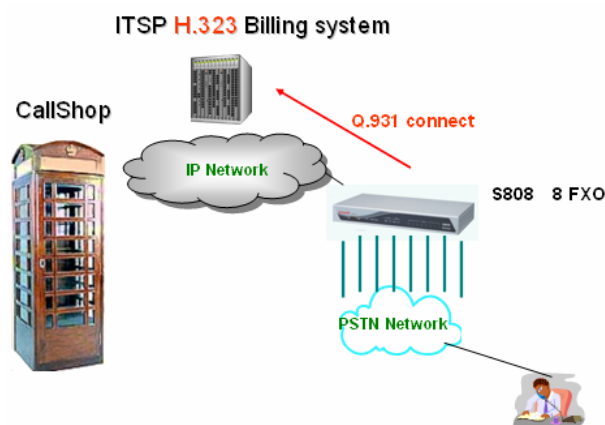 ITSP H.323 Billing system
CallShop
Q.931 connect
IP Network
S808 8 FXO
PSTN Network